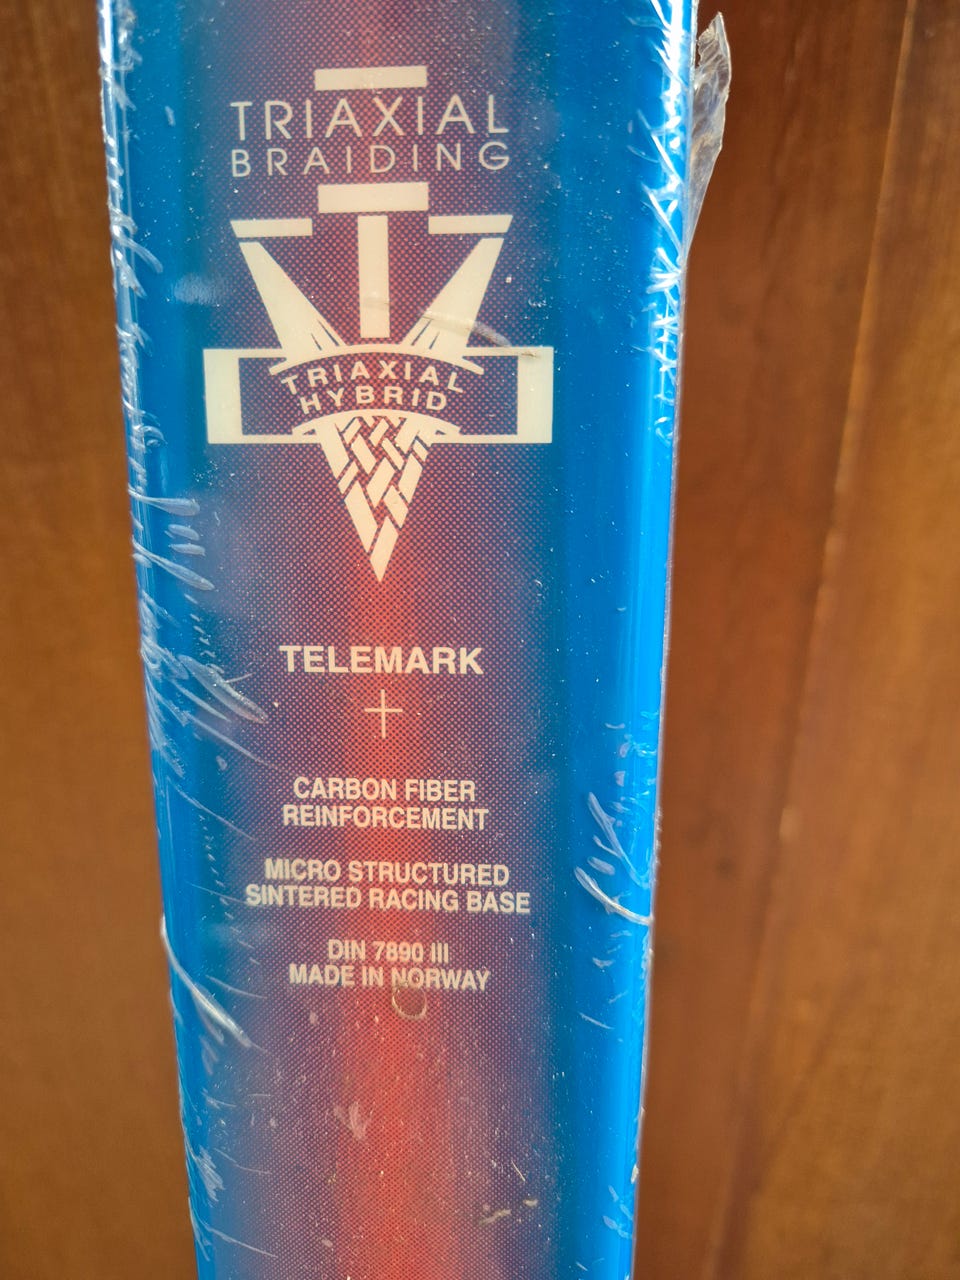 TRIAXIAL
BRAIDING
TRIAXIAL
HYBRID
TELEMARK
+
CARBON FIBER
REINFORCEMENT
MICRO STRUCTURED
SINTERED RACING BASE
DIN 7890 III
MADE IN NORWAY